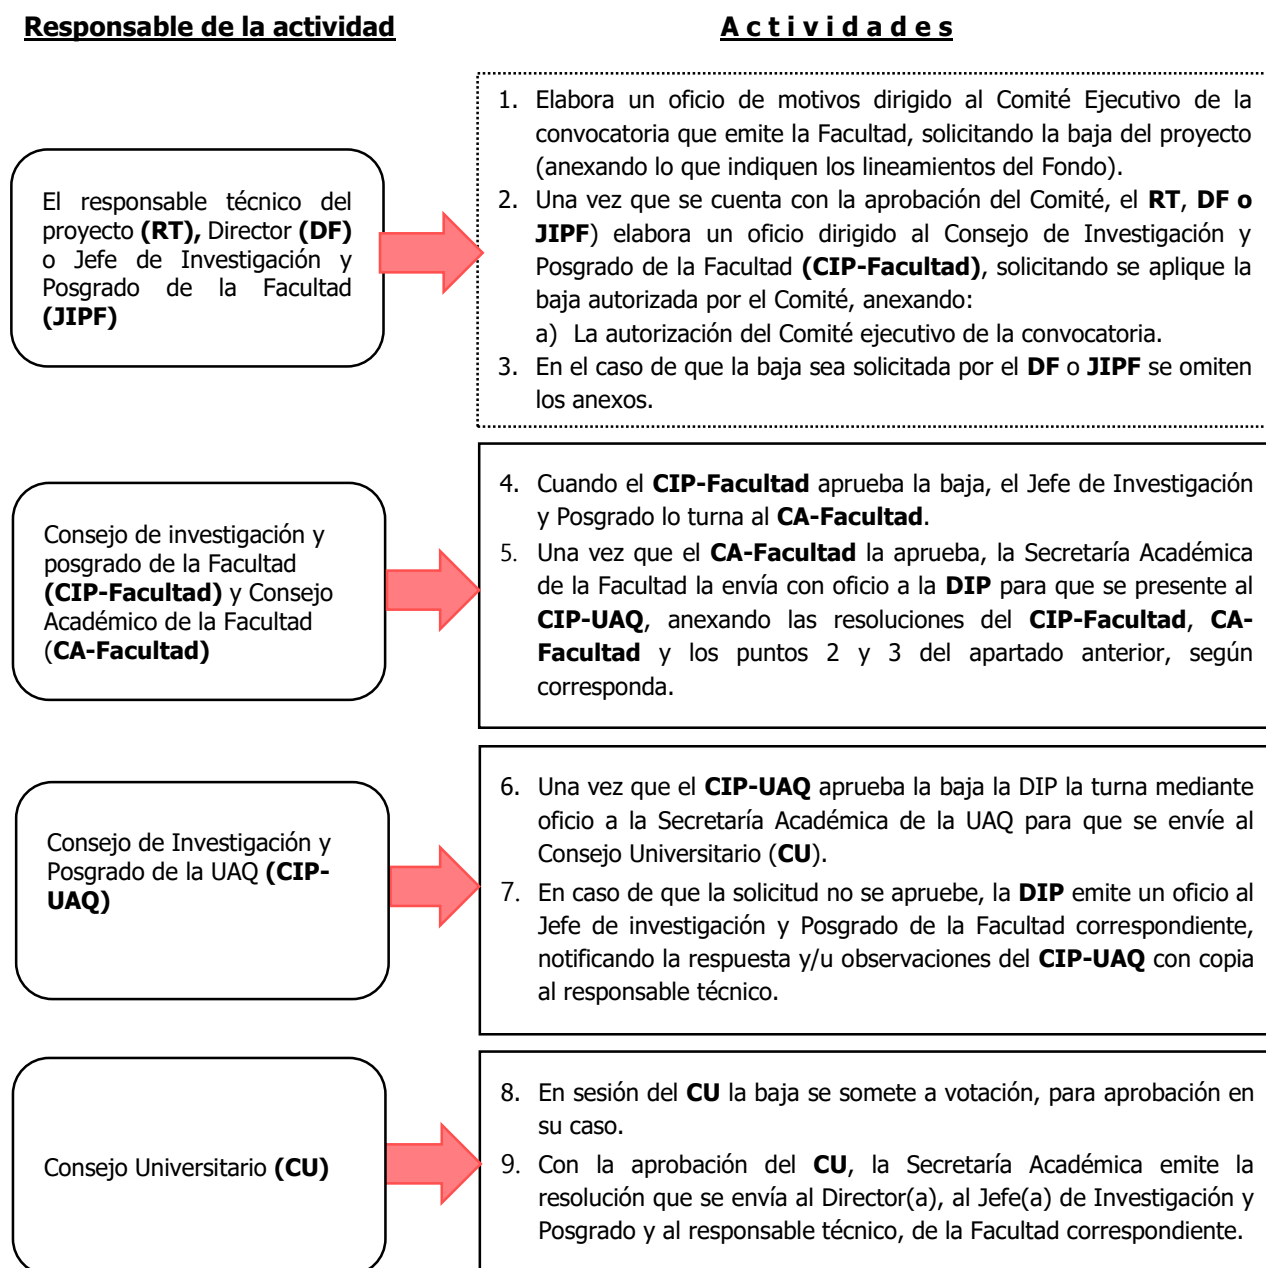 Responsable de la actividad
A c t i v i d a d e s
El responsable técnico del
proyecto (RT), Director (DF)
o Jefe de Investigación y
Posgrado de la Facultad
(JIPF)
1. Elabora un oficio de motivos dirigido al Comité Ejecutivo de la
convocatoria que emite la Facultad, solicitando la baja del proyecto
(anexando lo que indiquen los lineamientos del Fondo).
2. Una vez que se cuenta con la aprobación del Comité, el RT, DF o
JIPF) elabora un oficio dirigido al Consejo de Investigación y
Posgrado de la Facultad (CIP-Facultad), solicitando se aplique la
baja autorizada por el Comité, anexando:
a) La autorización del Comité ejecutivo de la convocatoria.
3. En el caso de que la baja sea solicitada por el DF o JIPF se omiten
los anexos.
Consejo de investigación y
posgrado de la Facultad
(CIP-Facultad) y Consejo
Académico de la Facultad
(CA-Facultad)
4. Cuando el CIP-Facultad aprueba la baja, el Jefe de Investigación
y Posgrado lo turna al CA-Facultad.
5. Una vez que el CA-Facultad la aprueba, la Secretaría Académica
de la Facultad la envía con oficio a la DIP para que se presente al
CIP-UAQ, anexando las resoluciones del CIP-Facultad, CA-
Facultad y los puntos 2 y 3 del apartado anterior, según
corresponda.
Consejo de Investigación y
Posgrado de la UAQ (CIP-
UAQ)
6. Una vez que el CIP-UAQ aprueba la baja la DIP la turna mediante
oficio a la Secretaría Académica de la UAQ para que se envíe al
Consejo Universitario (CU).
7. En caso de que la solicitud no se apruebe, la DIP emite un oficio al
Jefe de investigación y Posgrado de la Facultad correspondiente,
notificando la respuesta y/u observaciones del CIP-UAQ con copia
al responsable técnico.
Consejo Universitario (CU)
8. En sesión del CU la baja se somete a votación, para aprobación en
su caso.
9. Con la aprobación del CU, la Secretaría Académica emite la
resolución que se envía al Director(a), al Jefe(a) de Investigación y
Posgrado y al responsable técnico, de la Facultad correspondiente.